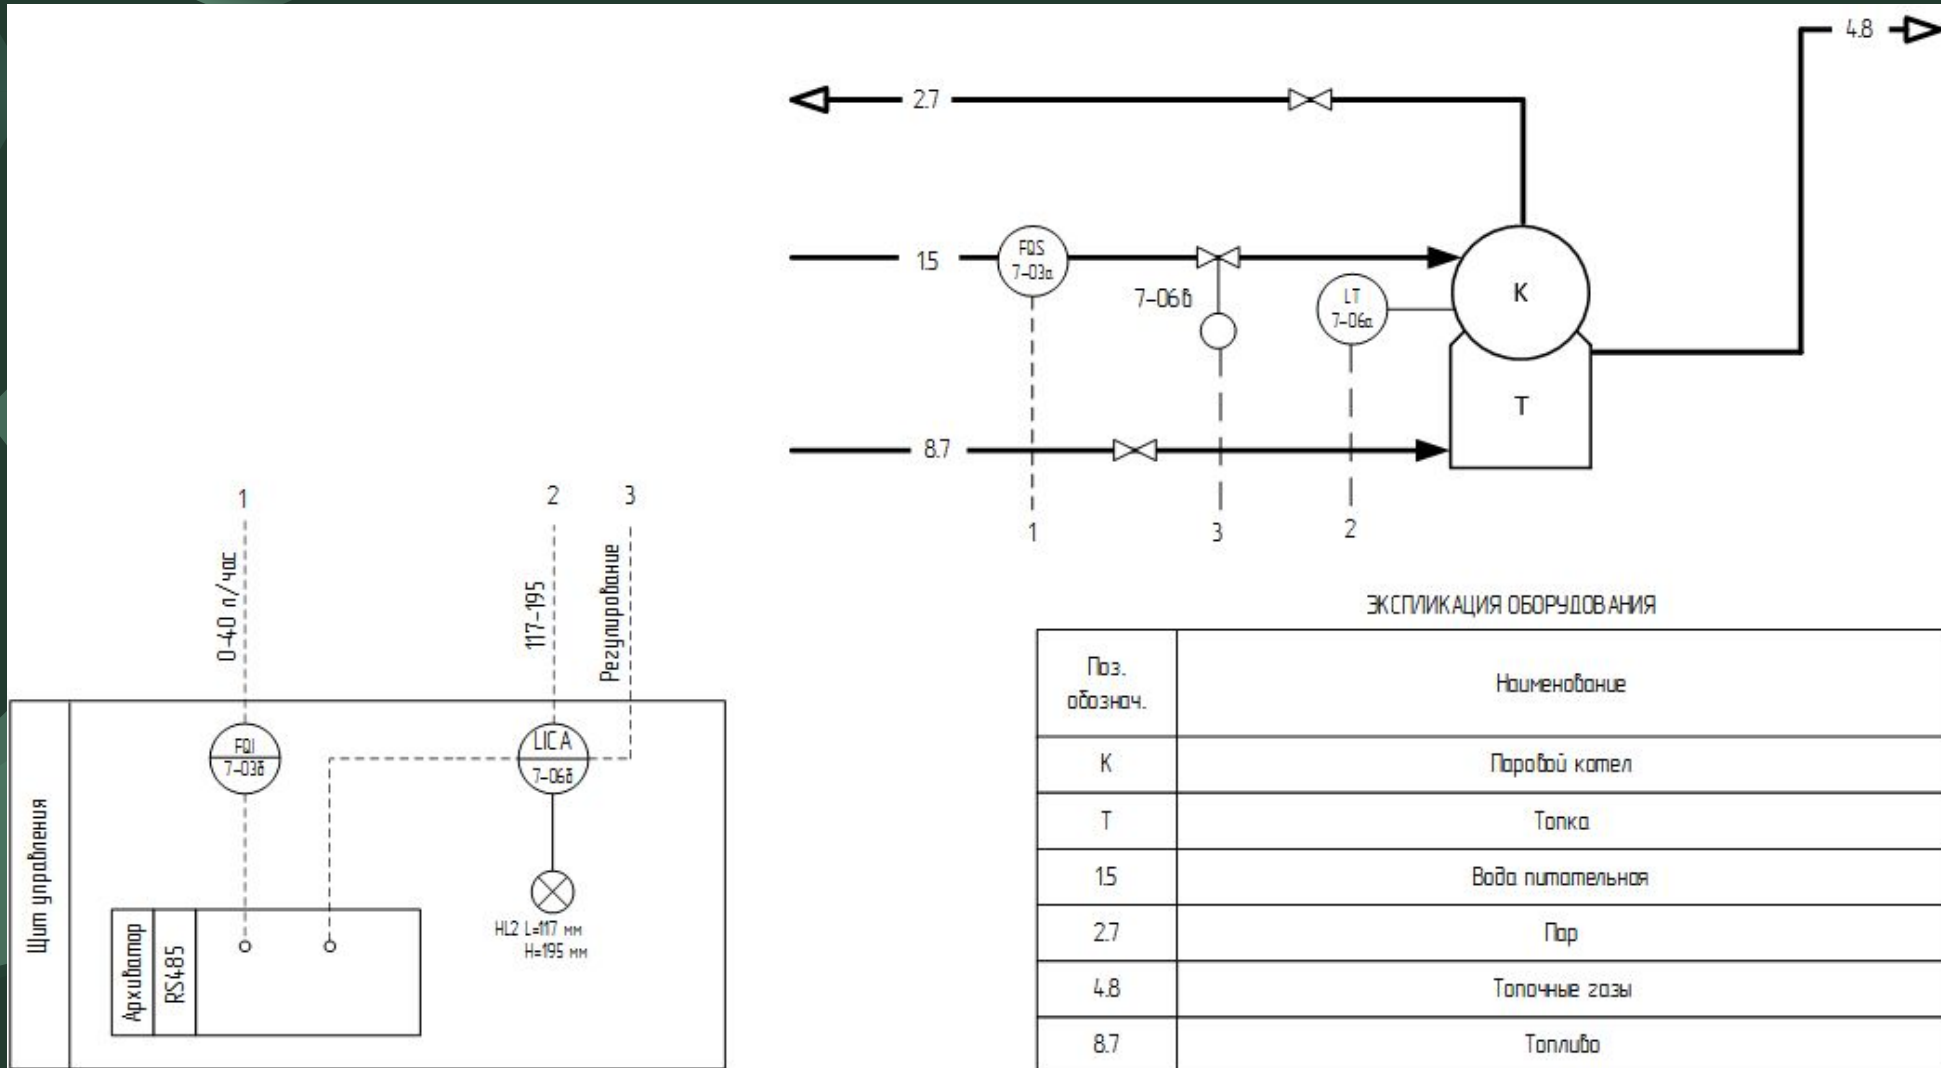 4.8
2.7
1.5
FQS
7-03а
7-06в
LT
7-06а
К
Т
8.7
1
3
2
1
2
3
0-40 л/час
117-195
Регулирование
Щит управления
FQI
7-03б
LICA
7-06б
HL2 L=117 мм
H=195 мм
Архиватор
RS485
ЭКСПЛИКАЦИЯ ОБОРУДОВАНИЯ
Поз. обознач.
Наименование
К
Паровой котел
Т
Топка
1.5
Вода питательная
2.7
Пар
4.8
Топочные газы
8.7
Топливо